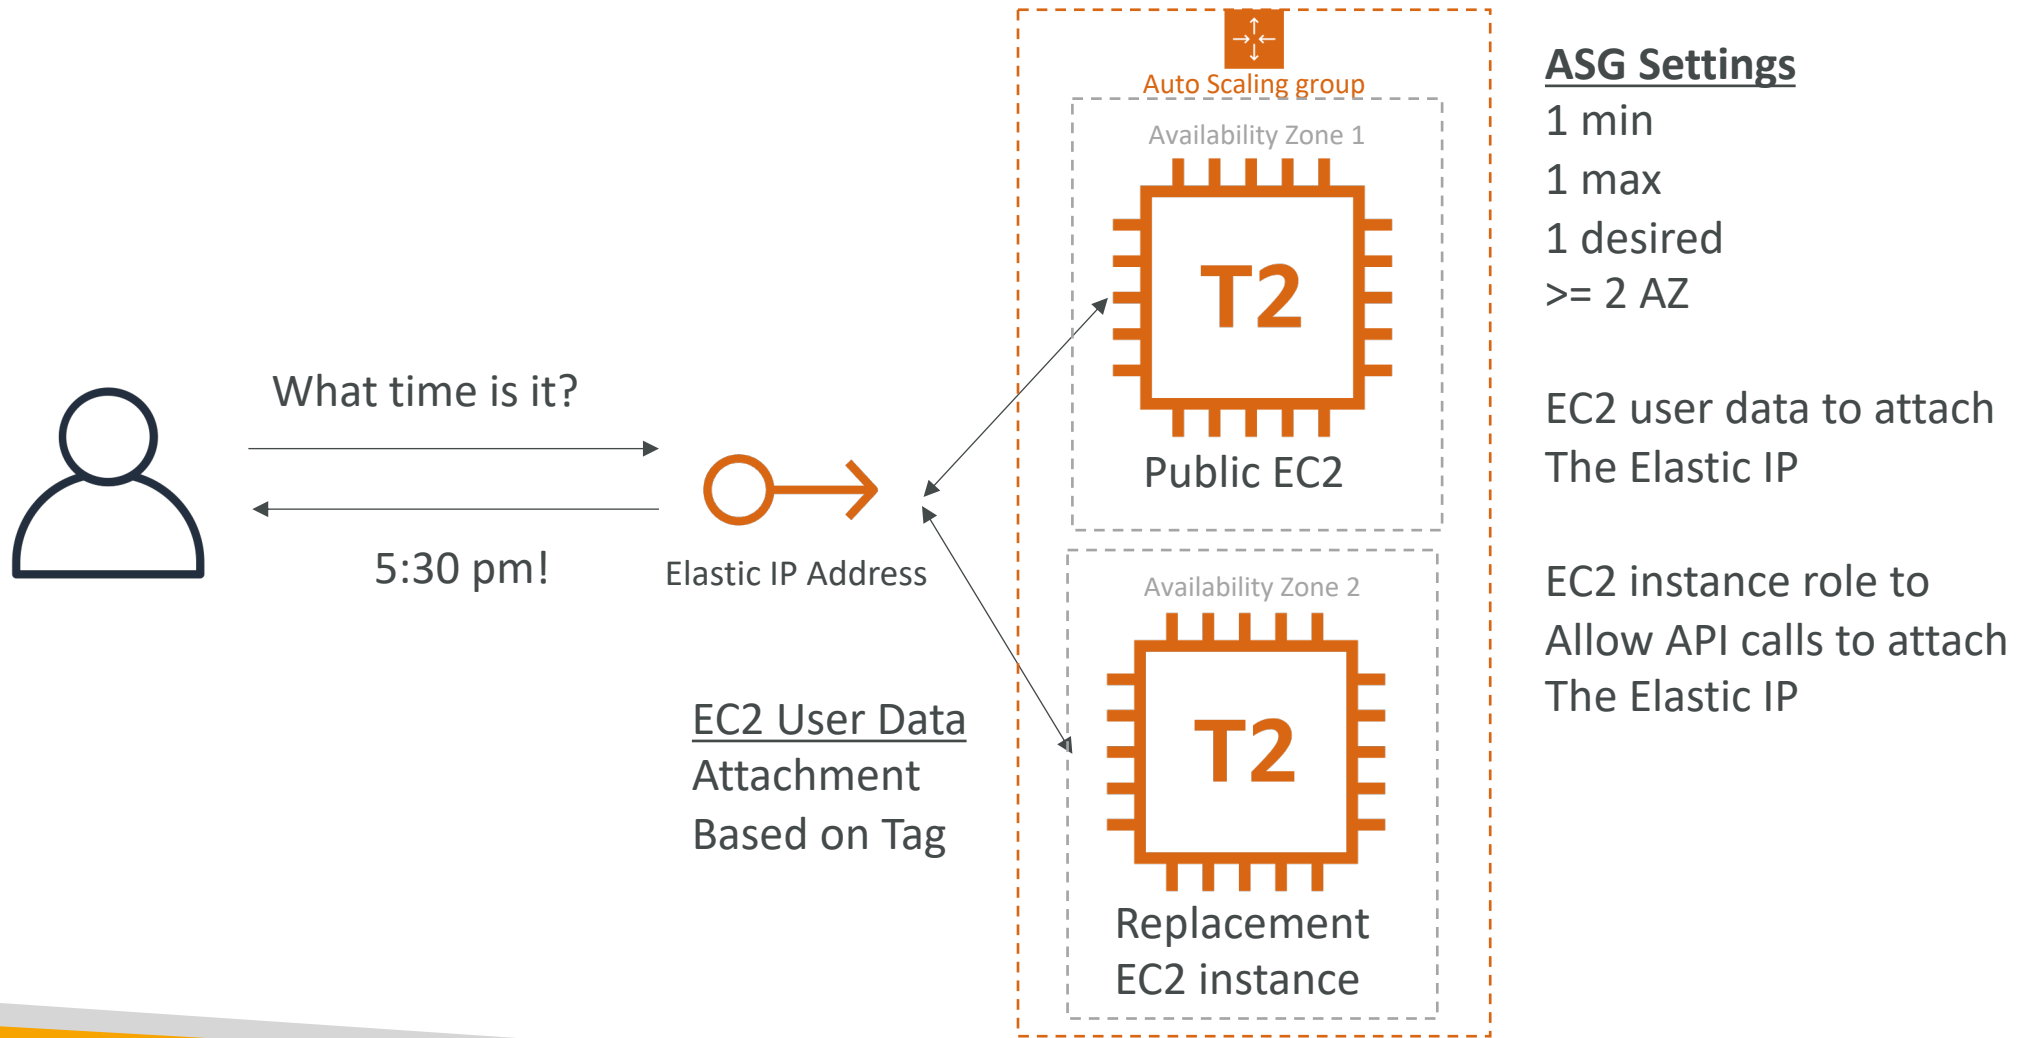 What time is it?
5:30 pm!
Elastic IP Address
EC2 User Data
Attachment
Based on Tag
Auto Scaling group
Availability Zone 1
T2
Public EC2
Availability Zone 2
T2
Replacement
EC2 instance
ASG Settings
1 min
1 max
1 desired
>= 2 AZ
EC2 user data to attach
The Elastic IP
EC2 instance role to
Allow API calls to attach
The Elastic IP